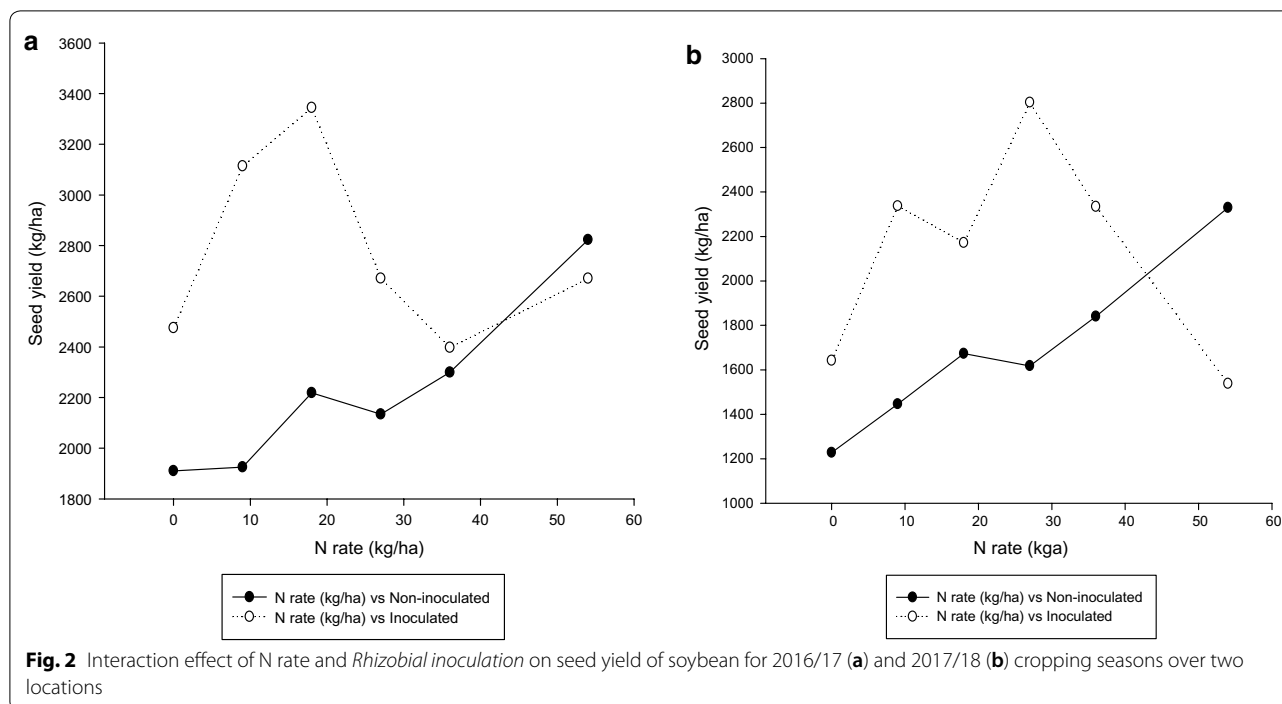 a
3600
3400
3200
3000
2800
2600
2400
2200
2000
1800
Seed yield (kg/ha)
0 10 20 30 40 50 60
N rate (kg/ha)
N rate (kg/ha) vs Non-inoculated
N rate (kg/ha) vs Inoculated
b
3000
2800
2600
2400
2200
2000
1800
1600
1400
1200
1000
Seed yield (kg/ha)
0 10 20 30 40 50 60
N rate (kga)
N rate (kg/ha) vs Non-inoculated
N rate (kg/ha) vs Inoculated
Fig. 2 Interaction effect of N rate and Rhizobial inoculation on seed yield of soybean for 2016/17 (a) and 2017/18 (b) cropping seasons over two
locations